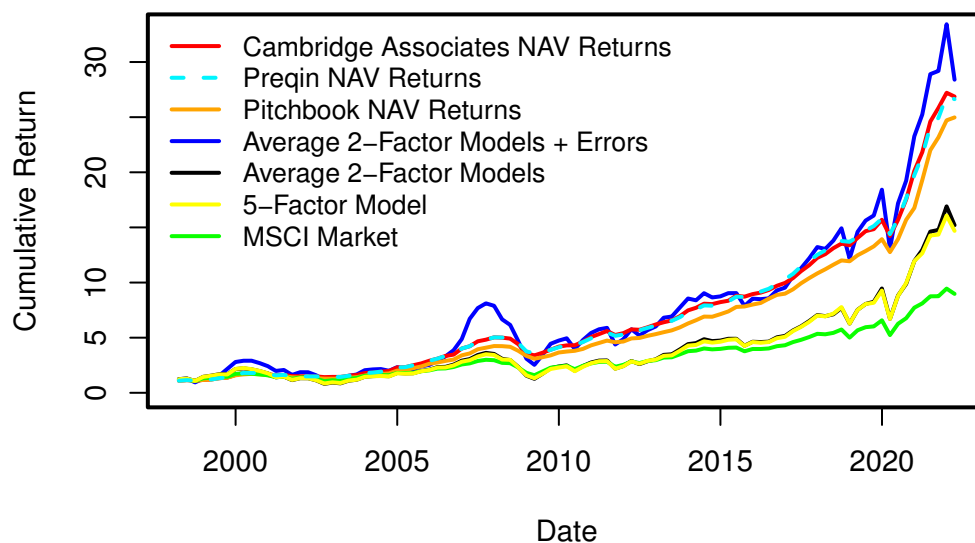 Cambridge Associates NAV Returns
Preqin NAV Returns
Pitchbook NAV Returns
Average 2−Factor Models + Errors
Average 2−Factor Models
5−Factor Model
MSCI Market
Cumulative Return
30
20
10
5
0
2000 2005 2010 2015 2020
Date